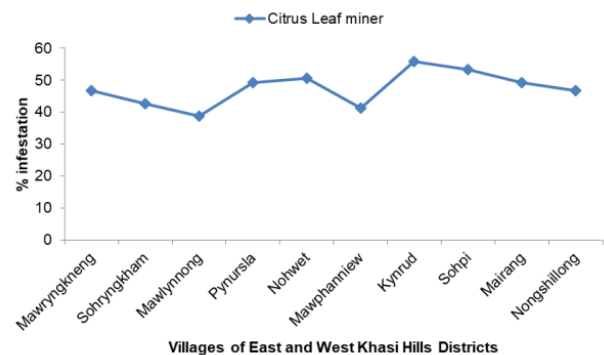 Citrus Leaf miner
60
50
40
30
20
10
0
% infestation
Mawryngkneng
Sohryngkham
Mawlynnong
Pynursla
Nohwet
Mawphanniew
Kynrud
Sohpi
Mairang
Nongshillong
Villages of East and West Khasi Hills Districts